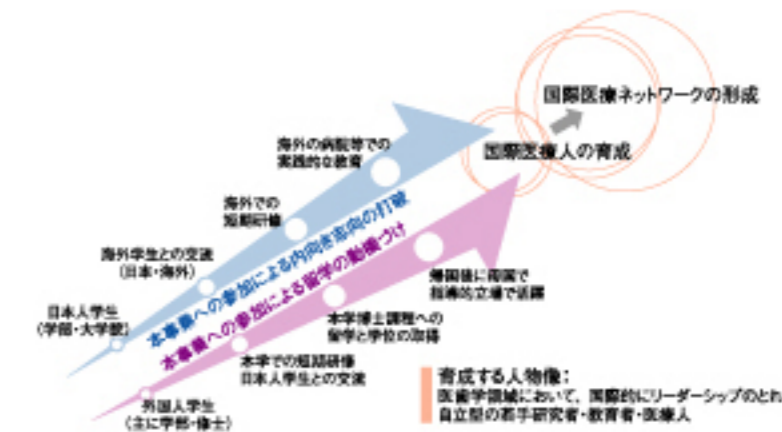 国際医療ネットワークの形成
国際医療人の育成
海外の病院等での
実践的な教育
海外での
短期研修
海外学生との交流
(日本・海外)
日本人学生
(学部・大学院)
本事業への参加による内向き志向の打破
本事業への参加による留学の動機づけ
帰国後に母国で
指導的立場で活躍
本学博士課程への
留学と学位の取得
本学での短期研修
日本人学生との交流
外国人学生
(主に学部・修士)
育成する人物像：
医歯学領域において、国際的にリーダーシップのとれ
自立型の若手研究者・教育者・医療人